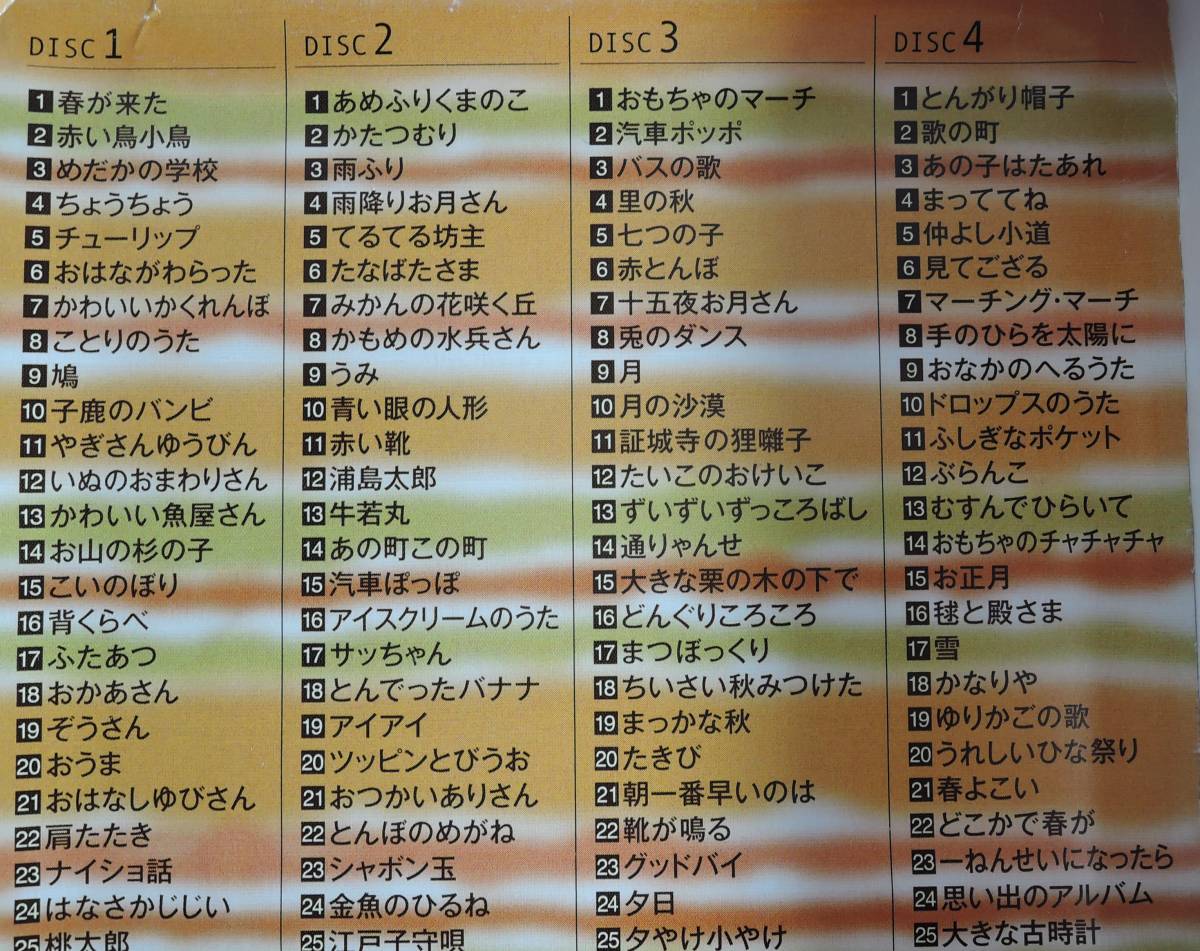 DISC 1
1 春が来た
2 赤い鳥小鳥
3 めだかの学校
4 ちょうちょう
5 チューリップ
6 おはながわらった
7 かわいいかくれんぼ
8 ことりのうた
9 鳩
10 子鹿のバンビ
11 やぎさんゆうびん
12 いぬのおまわりさん
13 かわいい魚屋さん
14 お山の杉の子
15 こいのぼり
16 背くらべ
17 ふたあつ
18 おかあさん
19 ぞうさん
20 おうま
21 おはなしゆびさん
22 肩たたき
23 ナイショ話
24 はなさかじじい
25 桃太郎
DISC 2
1 あめふりくまのこ
2 かたつむり
3 雨ふり
4 雨降りお月さん
5 てるてる坊主
6 たなばたさま
7 みかんの花咲く丘
8 かもめの水兵さん
9 うみ
10 青い眼の人形
11 赤い靴
12 浦島太郎
13 牛若丸
14 あの町この町
15 汽車ぽっぽ
16 アイスクリームのうた
17 サッちゃん
18 とんでったバナナ
19 アイアイ
20 ツッピンとびうお
21 おつかいありさん
22 とんぼのめがね
23 シャボン玉
24 金魚のひるね
25 江戸子守唄
DISC 3
1 おもちゃのマーチ
2 汽車ポッポ
3 バスの歌
4 里の秋
5 七つの子
6 赤とんぼ
7 十五夜お月さん
8 兎のダンス
9 月
10 月の沙漠
11 証城寺の狸囃子
12 たいこのおけいこ
13 ずいずいずっころばし
14 通りゃんせ
15 大きな栗の木の下で
16 どんぐりころころ
17 まつぼっくり
18 ちいさい秋みつけた
19 まっかな秋
20 たきび
21 朝一番早いのは
22 靴が鳴る
23 グッドバイ
24 夕日
25 夕やけ小やけ
DISC 4
1 とんがり帽子
2 歌の町
3 あの子はたあれ
4 まっててね
5 仲よし小道
6 見てござる
7 マーチング・マーチ
8 手のひらを太陽に
9 おなかのへるうた
10 ドロップスのうた
11 ふしぎなポケット
12 ぶらんこ
13 むすんでひらいて
14 おもちゃのチャチャチャ
15 お正月
16 毬と殿さま
17 雪
18 かなりや
19 ゆりかごの歌
20 うれしいひな祭り
21 春よこい
22 どこかで春が
23 一ねんせいになったら
24 思い出のアルバム
25 大きな古時計